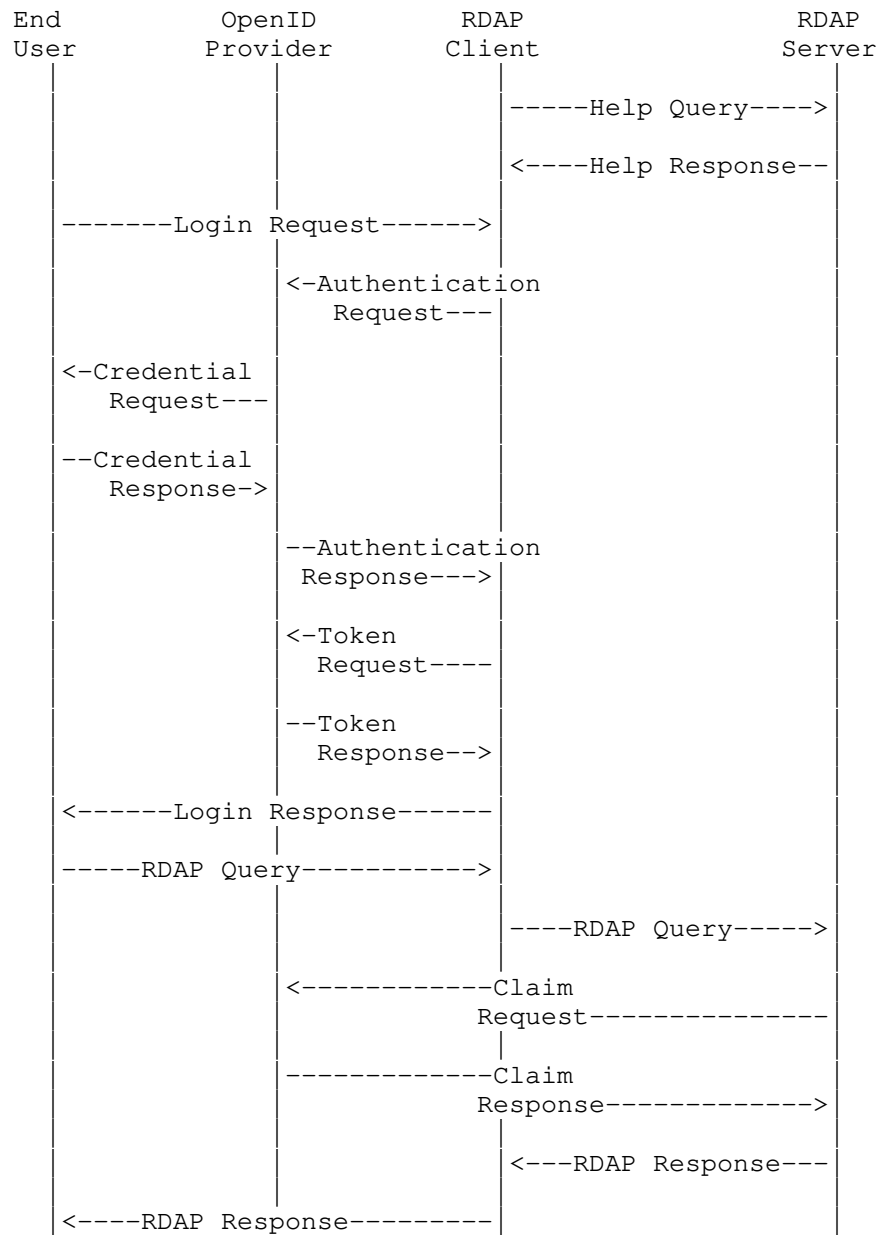 End OpenID RDAP RDAP
User Provider Client Server
-----Help Query---->
<----Help Response--
-------Login Request------>
<-Authentication
Request---
<-Credential
Request---
--Credential
Response->
--Authentication
Response--->
<-Token
Request----
--Token
Response-->
<------Login Response------
-----RDAP Query----------->
----RDAP Query----->
<------------Claim
Request---------------
-------------Claim
Response------------->
<---RDAP Response---
<----RDAP Response---------